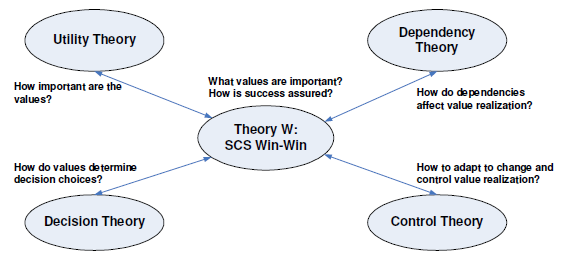 Utility Theory
Dependency
Theory
How important are the
values?
What values are important?
How is success assured?
How do dependencies
affect value realization?
Theory W:
SCS Win-Win
How do values determine
decision choices?
How to adapt to change and
control value realization?
Decision Theory
Control Theory